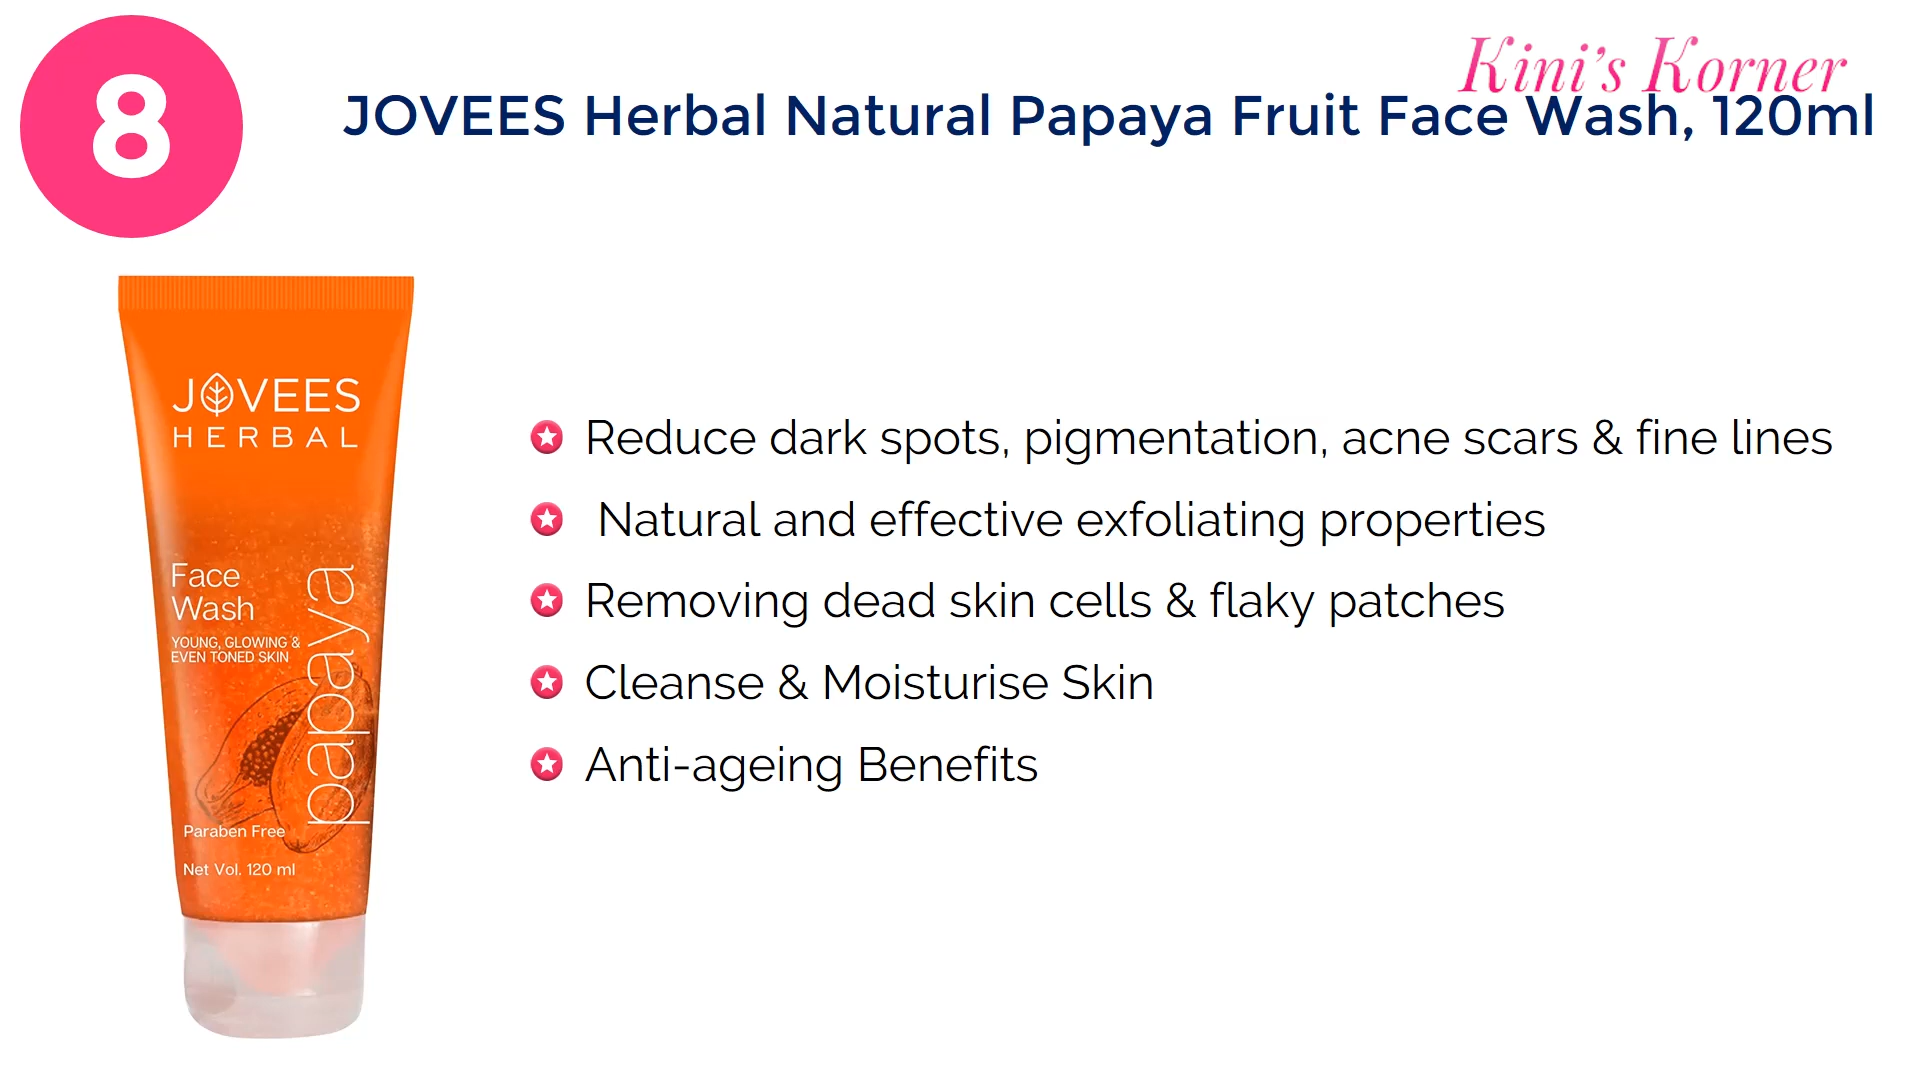 8
Kini's Korner
JOVEES Herbal Natural Papaya Fruit Face Wash, 120ml
JOVEES
HERBAL
Face
Wash
YOUNG, GLOWING &
EVEN TONED SKIN
papaya
Paraben Free
Net Vol. 120 ml
Reduce dark spots, pigmentation, acne scars & fine lines
Natural and effective exfoliating properties
Removing dead skin cells & flaky patches
Cleanse & Moisturise Skin
Anti-ageing Benefits